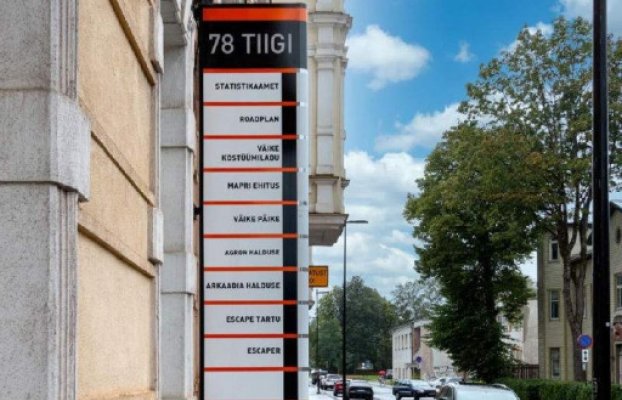 78 TIIGI
STATISTIKAAMET
ROADPLAN
VÄIKE
KOSTÜÜMILADU
MAPRI EHITUS
VÄIKE PÄIKE
AGRON HALDUSE
ARKAADIA HALDUSE
ESCAPE TARTU
ESCAPER